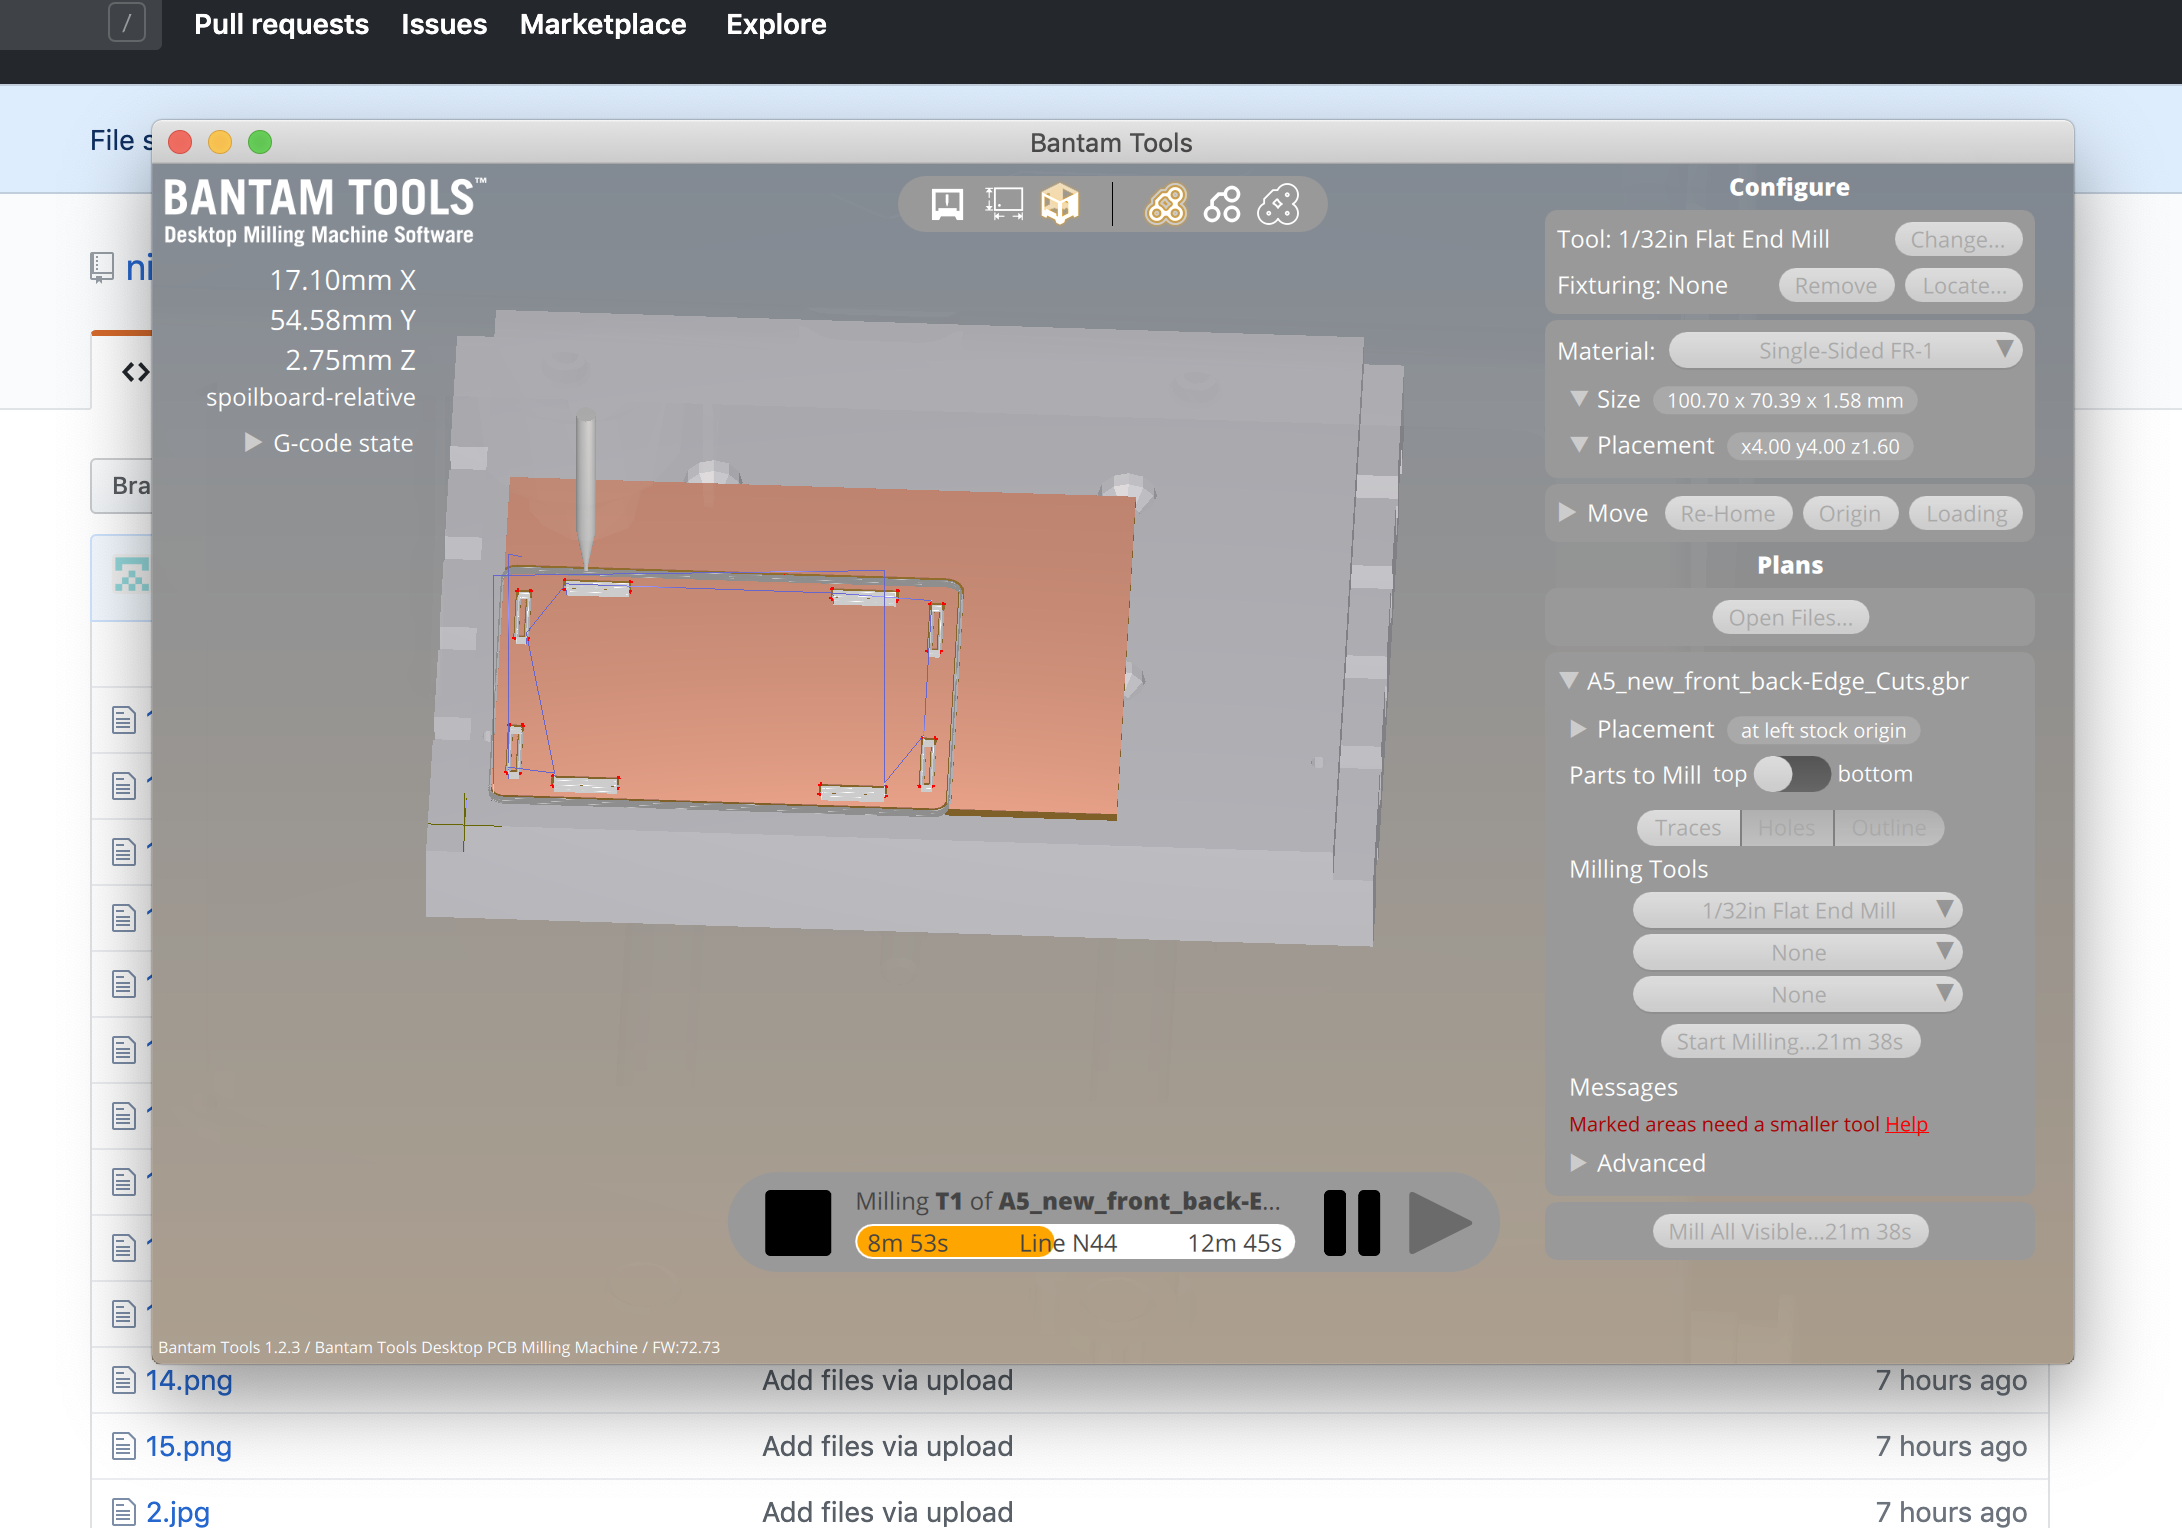 /
Pull requests Issues Marketplace Explore
File s
Bantam Tools
BANTAM TOOLS™
Desktop Milling Machine Software
17.10mm X
54.58mm Y
2.75mm Z
spoilboard-relative
G-code state
ni
<>
Bra
Configure
Tool: 1/32in Flat End Mill Change...
Fixturing: None Remove Locate...
Material: Single-Sided FR-1
Size 100.70 x 70.39 x 1.58 mm
Placement x4.00 y4.00 z1.60
Move Re-Home Origin Loading
Plans
Open Files...
A5_new_front_back-Edge_Cuts.gbr
Placement at left stock origin
Parts to Mill top bottom
Traces Holes Outline
Milling Tools
1/32in Flat End Mill
None
None
Start Milling...21m 38s
Messages
Marked areas need a smaller tool Help
Advanced
Mill All Visible...21m 38s
Milling T1 of A5_new_front_back-E...
8m 53s Line N44 12m 45s
Bantam Tools 1.2.3 / Bantam Tools Desktop PCB Milling Machine / FW:72.73
14.png Add files via upload 7 hours ago
15.png Add files via upload 7 hours ago
2.jpg Add files via upload 7 hours ago